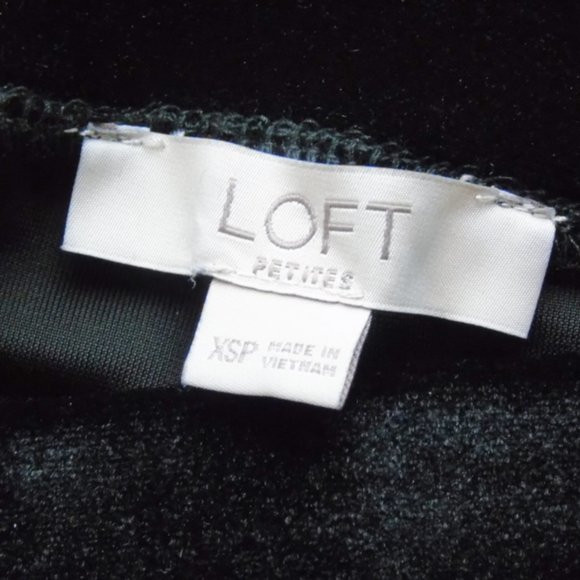 LOFT
PETITES
XSP MADE IN
VIETNAM